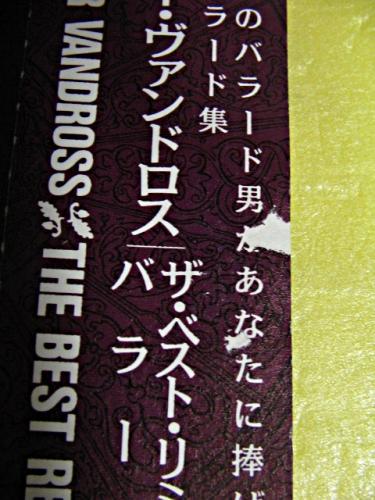 のバラード男があなたに捧げ
ラード集
ー・ヴァンドロス｜ザ・ベスト・リミ
バラー
R VANDROSS THE BEST RE